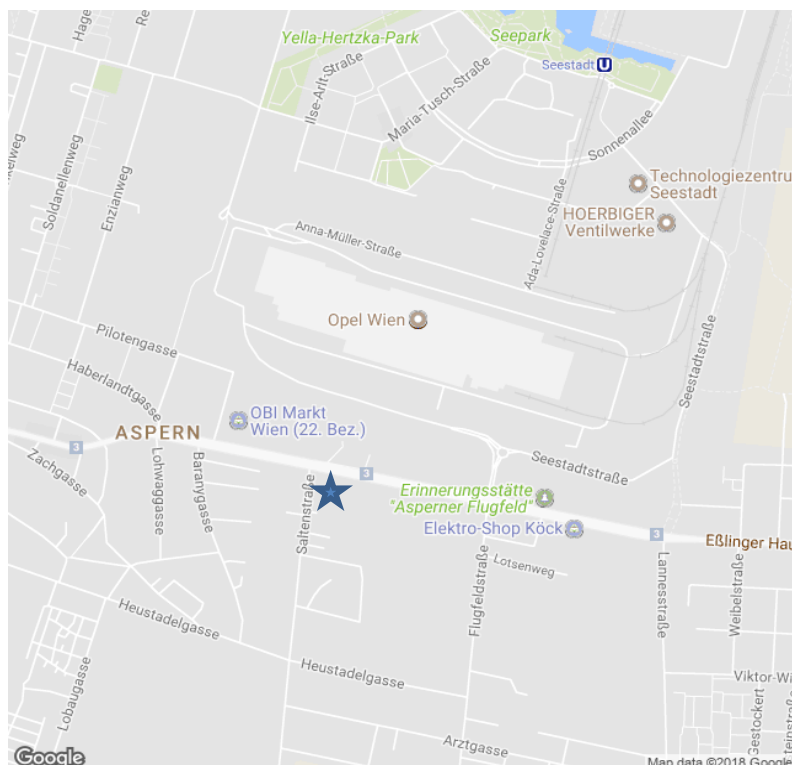 Yella-Hertzka-Park
Seepark
Seestadt U
Ilse-Arlt-Straße
Maria-Tusch-Straße
Sonnenallee
Soldanellenweg
Enzianweg
Technologiezentru
Seestadt
HOERBIGER
Ventilwerke
Ada-Lovelace-Straße
Anna-Müller-Straße
Opel Wien
Pilotengasse
Haberlandtgasse
Seestadtstraße
OBI Markt
Wien (22. Bez.)
ASPERN
3
Zachgasse
Lohwaggasse
Baranygasse
Saltenstraße
3
Seestadtstraße
Erinnerungsstätte
"Asperner Flugfeld"
Elektro-Shop Köck
3
Eßlinger Hau
Lotsenweg
Flugfeldstraße
Lannesstraße
Weibelstraße
Heustadelgasse
Heustadelgasse
Lobaugasse
Viktor-Wi
Gestockert
Arztgasse
Google
Map data ©2018 Google